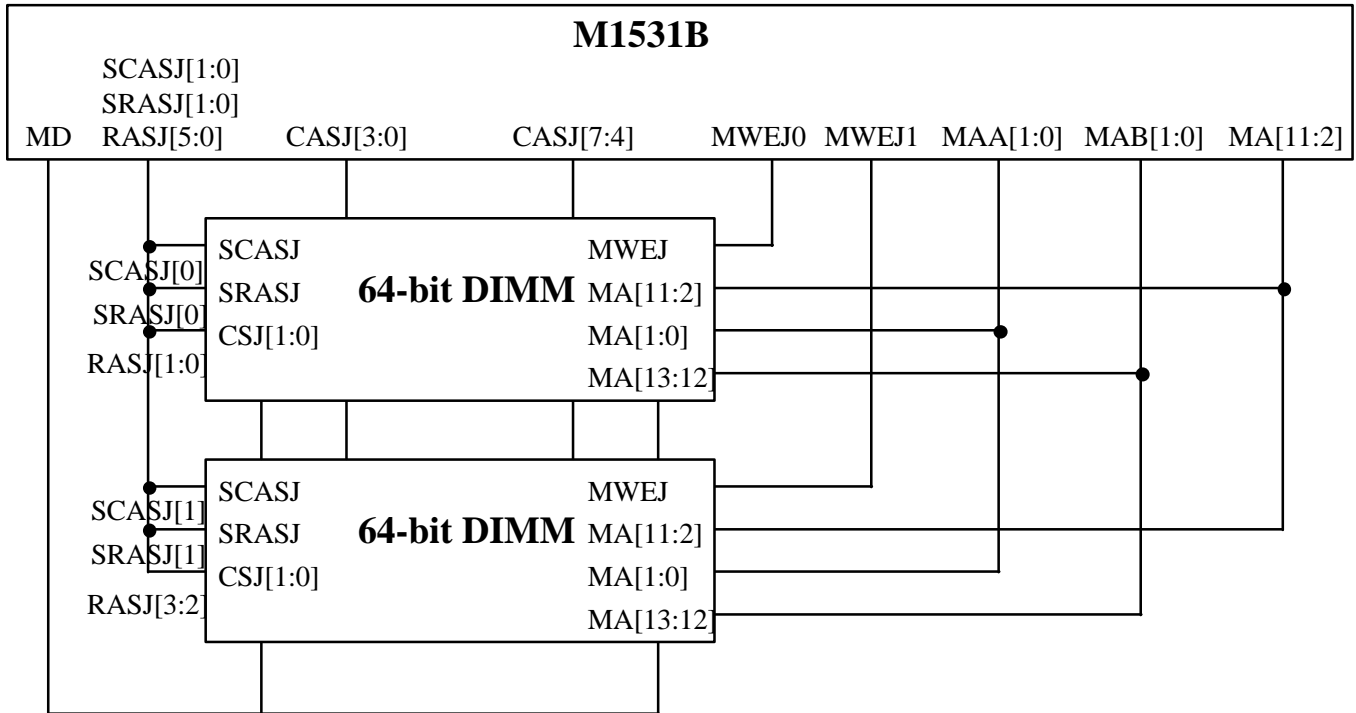 M1531B
SCASJ[1:0]
SRASJ[1:0]
MD RASJ[5:0] CASJ[3:0] CASJ[7:4] MWEJ0 MWEJ1 MAA[1:0] MAB[1:0] MA[11:2]
SCASJ MWEJ
SCASJ[0]
SRASJ 64-bit DIMM MA[11:2]
SRASJ[0]
CSJ[1:0] MA[1:0]
RASJ[1:0]
MA[13:12]
SCASJ MWEJ
SCASJ[1]
SRASJ 64-bit DIMM MA[11:2]
SRASJ[1]
CSJ[1:0] MA[1:0]
RASJ[3:2]
MA[13:12]